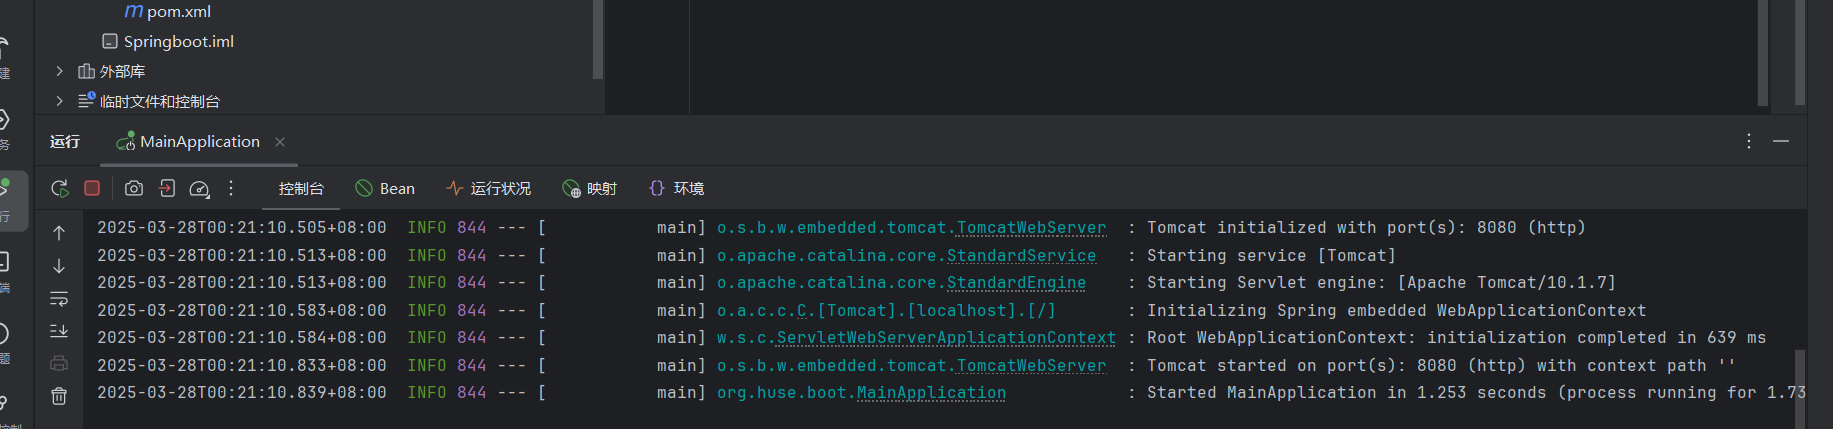 pom.xml
Springboot.iml
外部库
临时文件和控制台
建
务
行
端
题
运行 MainApplication
控制台 Bean 运行状况 映射 环境
2025-03-28T00:21:10.505+08:00  INFO 844 --- [           main] o.s.b.w.embedded.tomcat.TomcatWebServer  : Tomcat initialized with port(s): 8080 (http)
2025-03-28T00:21:10.513+08:00  INFO 844 --- [           main] o.apache.catalina.core.StandardService   : Starting service [Tomcat]
2025-03-28T00:21:10.513+08:00  INFO 844 --- [           main] o.apache.catalina.core.StandardEngine    : Starting Servlet engine: [Apache Tomcat/10.1.7]
2025-03-28T00:21:10.583+08:00  INFO 844 --- [           main] o.a.c.c.C.[Tomcat].[localhost].[/]       : Initializing Spring embedded WebApplicationContext
2025-03-28T00:21:10.584+08:00  INFO 844 --- [           main] w.s.c.ServletWebServerApplicationContext : Root WebApplicationContext: initialization completed in 639 ms
2025-03-28T00:21:10.833+08:00  INFO 844 --- [           main] o.s.b.w.embedded.tomcat.TomcatWebServer  : Tomcat started on port(s): 8080 (http) with context path ''
2025-03-28T00:21:10.839+08:00  INFO 844 --- [           main] org.huse.boot.MainApplication            : Started MainApplication in 1.253 seconds (process running for 1.73